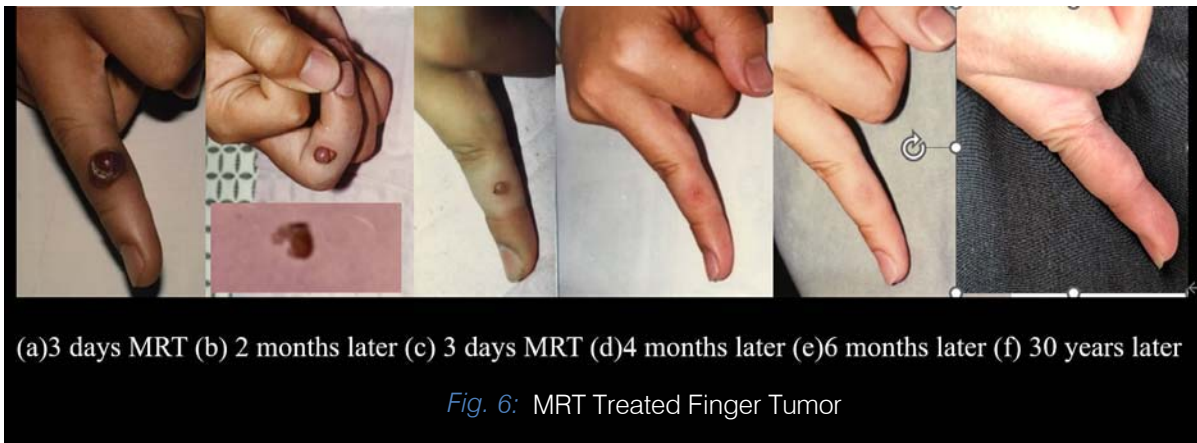 (a)3 days MRT (b) 2 months later (c) 3 days MRT (d)4 months later (e)6 months later (f) 30 years later
Fig. 6: MRT Treated Finger Tumor